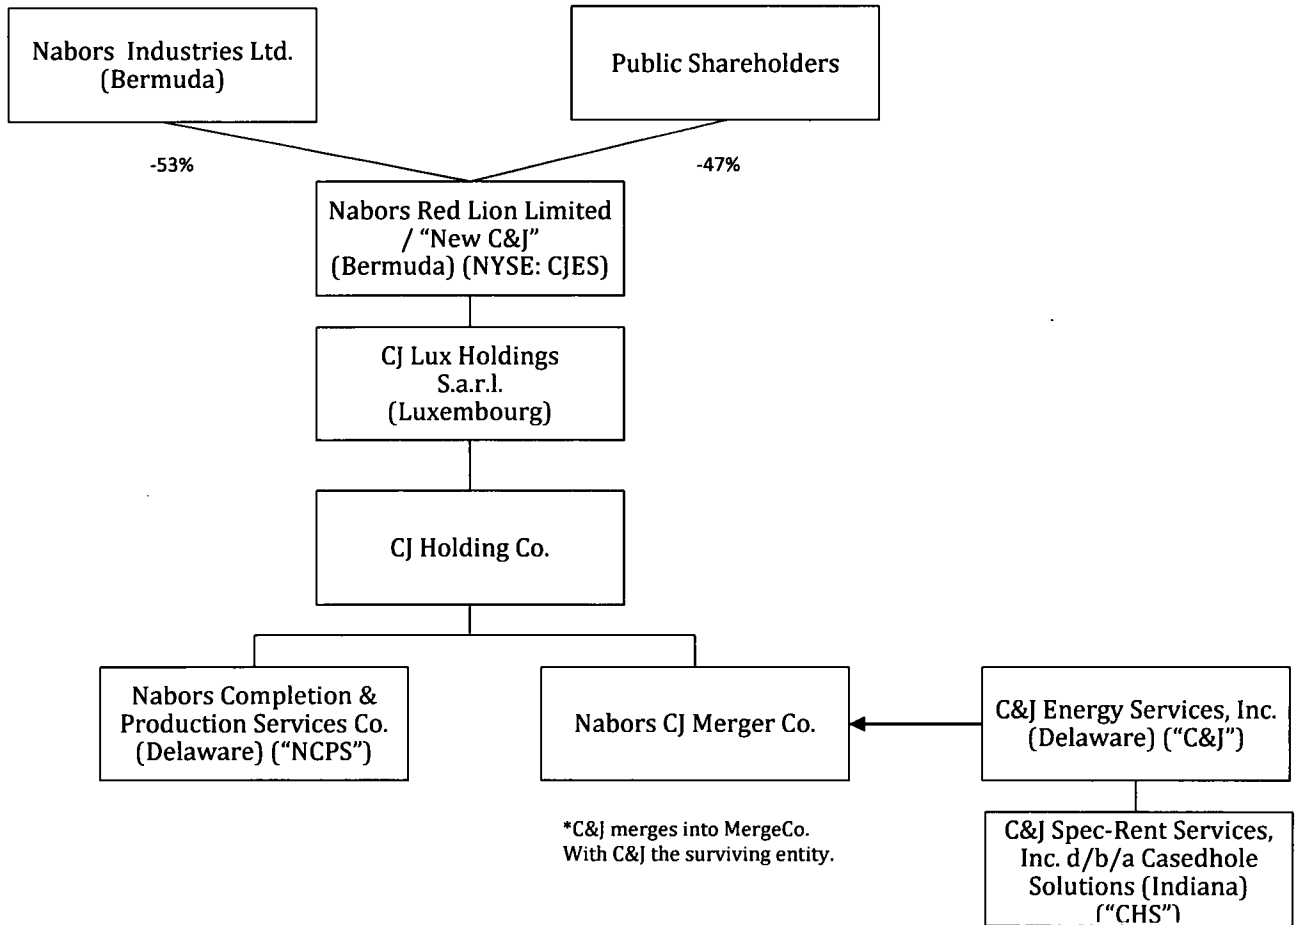 Nabors Industries Ltd.
(Bermuda)
Public Shareholders
-53%
-47%
Nabors Red Lion Limited
/ “New C&J”
(Bermuda) (NYSE: CJES)
CJ Lux Holdings
S.a.r.l.
(Luxembourg)
CJ Holding Co.
Nabors Completion &
Production Services Co.
(Delaware) (“NCPS”)
Nabors CJ Merger Co.
C&J Energy Services, Inc.
(Delaware) (“C&J”)
*C&J merges into MergeCo.
With C&J the surviving entity.
C&J Spec-Rent Services,
Inc. d/b/a Casedhole
Solutions (Indiana)
(“CHS”)